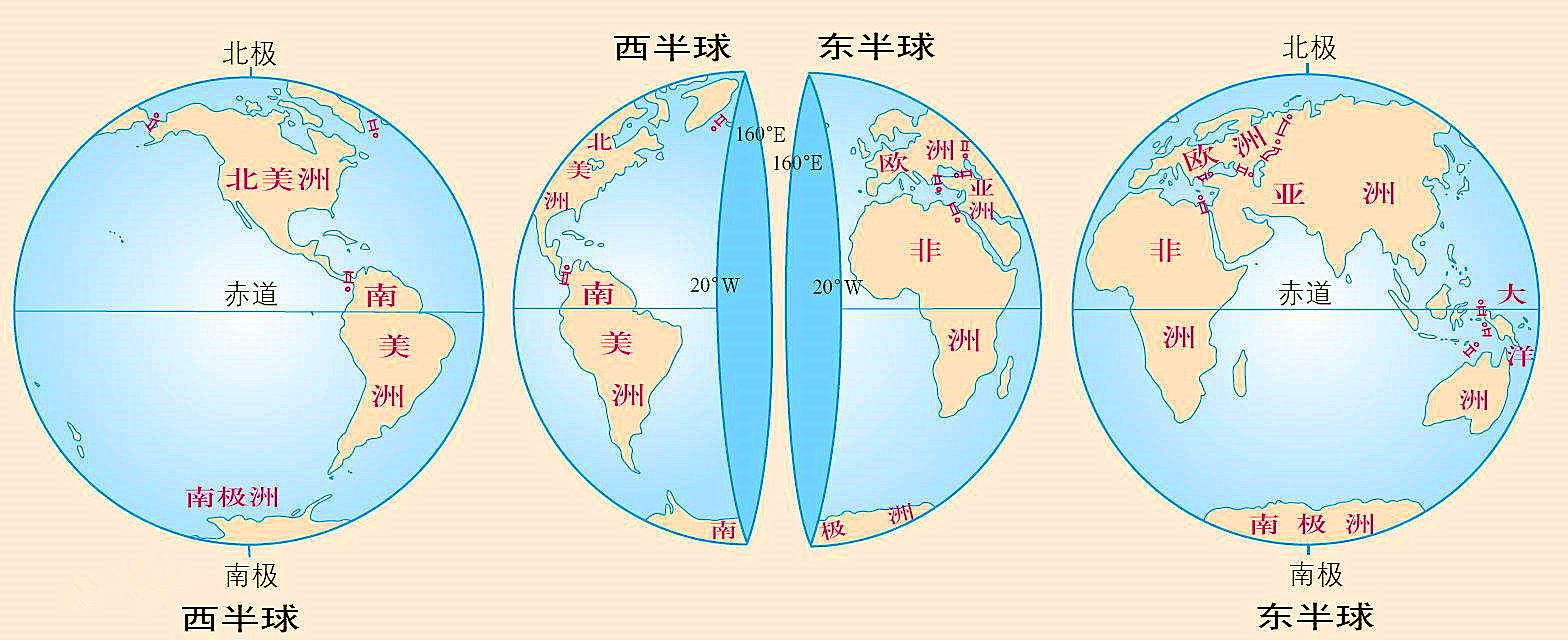 北极
北美洲
赤道
南
美
洲
南极洲
南极
西半球
西半球
东半球
北
美
洲
160°E
160°E
南
美
洲
20°W
20°W
欧洲
亚
洲
非
洲
南
极
洲
北极
欧洲
亚洲
非
洲
赤道
大
洋
洲
南极洲
南极
东半球